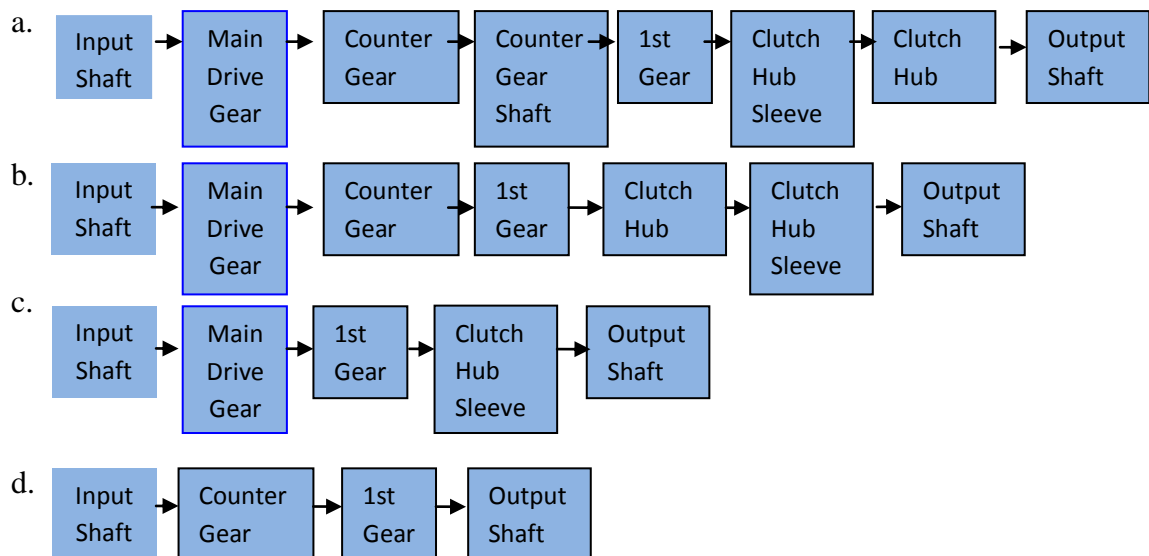 a.
Input
Shaft
Main
Drive
Gear
Counter
Gear
Counter
Gear
Shaft
1st
Gear
Clutch
Hub
Sleeve
Clutch
Hub
Output
Shaft
b.
Input
Shaft
Main
Drive
Gear
Counter
Gear
1st
Gear
Clutch
Hub
Clutch
Hub
Sleeve
Output
Shaft
c.
Input
Shaft
Main
Drive
Gear
1st
Gear
Clutch
Hub
Sleeve
Output
Shaft
d.
Input
Shaft
Counter
Gear
1st
Gear
Output
Shaft